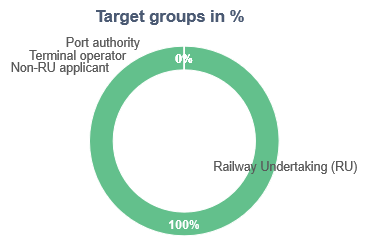 Target groups in %
Port authority
Terminal operator
Non-RU applicant
0%
Railway Undertaking (RU)
100%